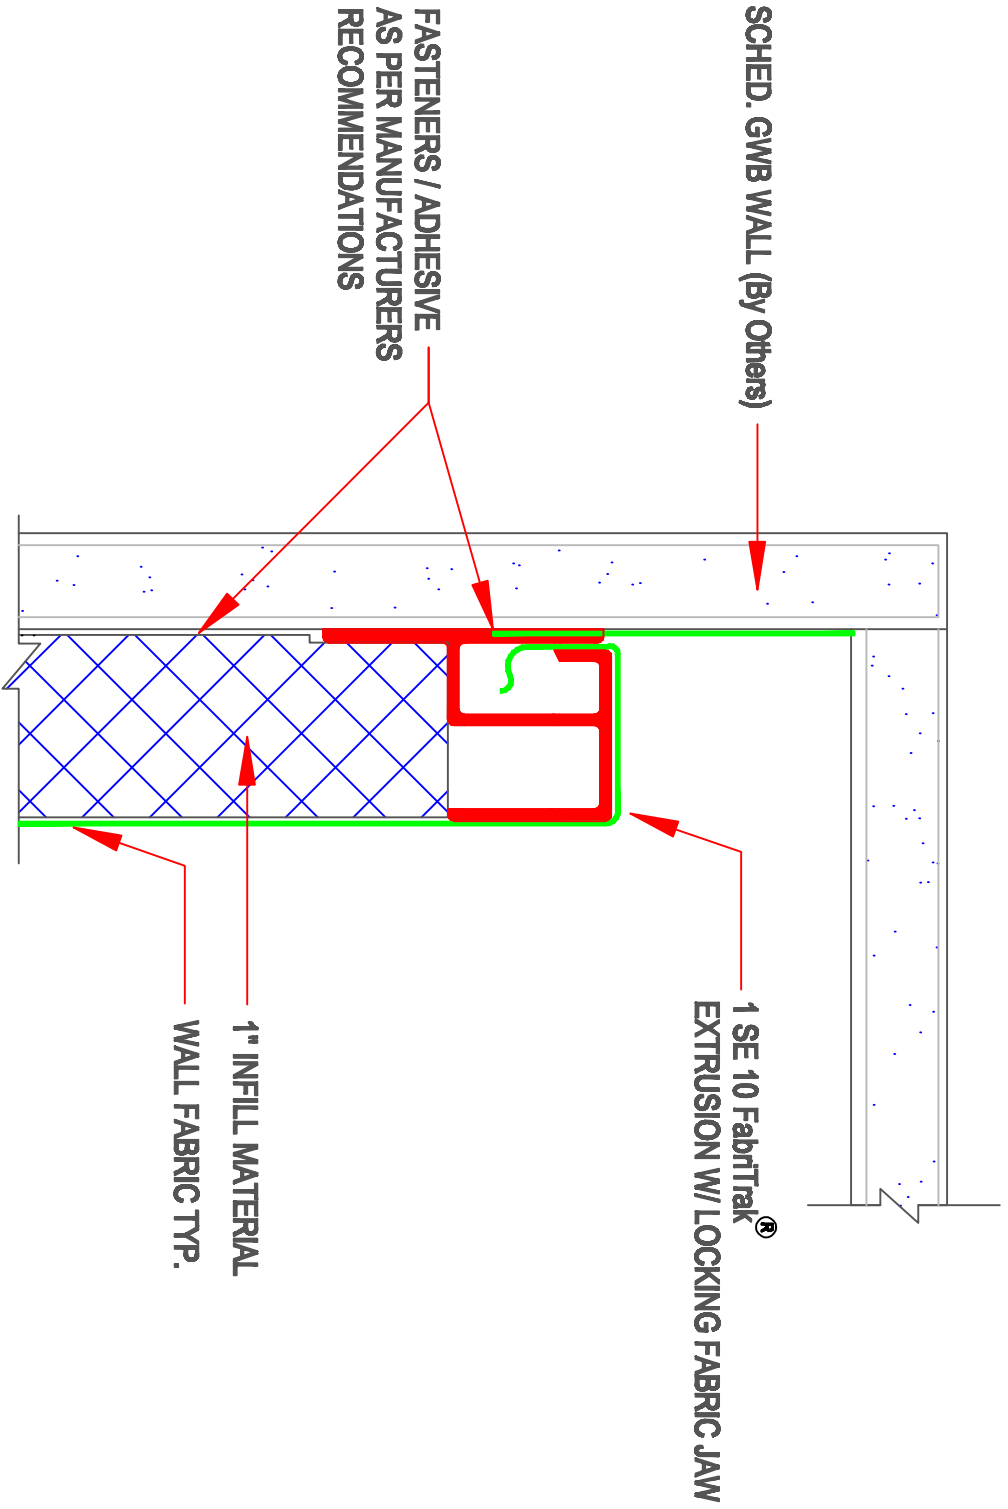 SCHED. GWB WALL (By Others)
FASTENERS / ADHESIVE
AS PER MANUFACTURERS
RECOMMENDATIONS
1 SE 10 FabriTrak®
EXTRUSION W/ LOCKING FABRIC JAW
1" INFILL MATERIAL
WALL FABRIC TYP.